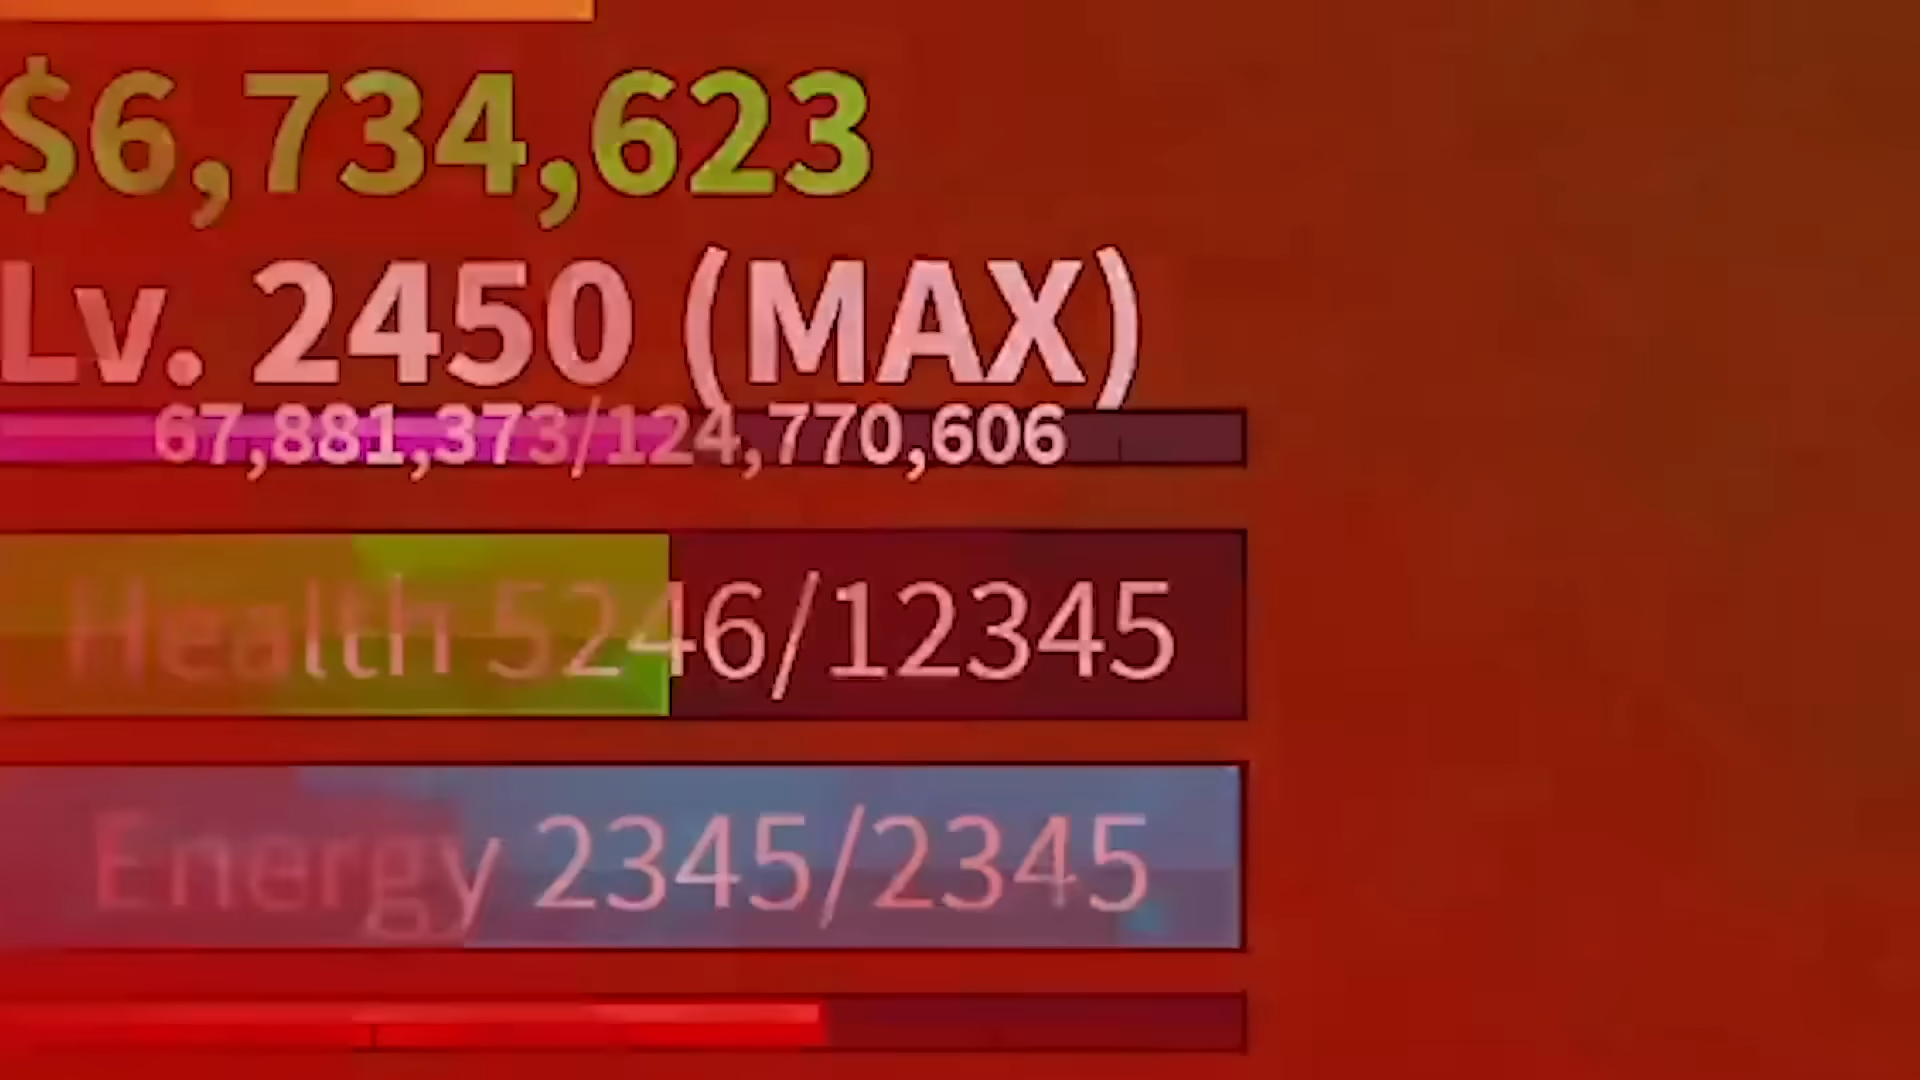 $6,734,623
Lv. 2450 (MAX)
67,881,373/124,770,606
Health 5246/12345
Energy 2345/2345